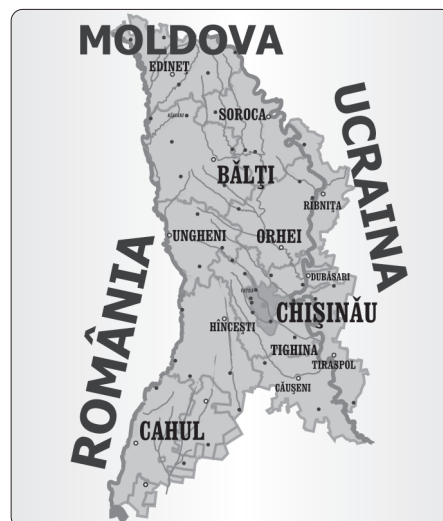 MOLDOVA
EDINEȚ
UCRAINA
SOROCA
BĂLȚI
RÎBNIȚA
UNGHENI
ORHEI
DUBĂSARI
ROMÂNIA
CHIȘINĂU
HÎNCEȘTI
TIGHINA
TIRASPOL
CĂUȘENI
CAHUL